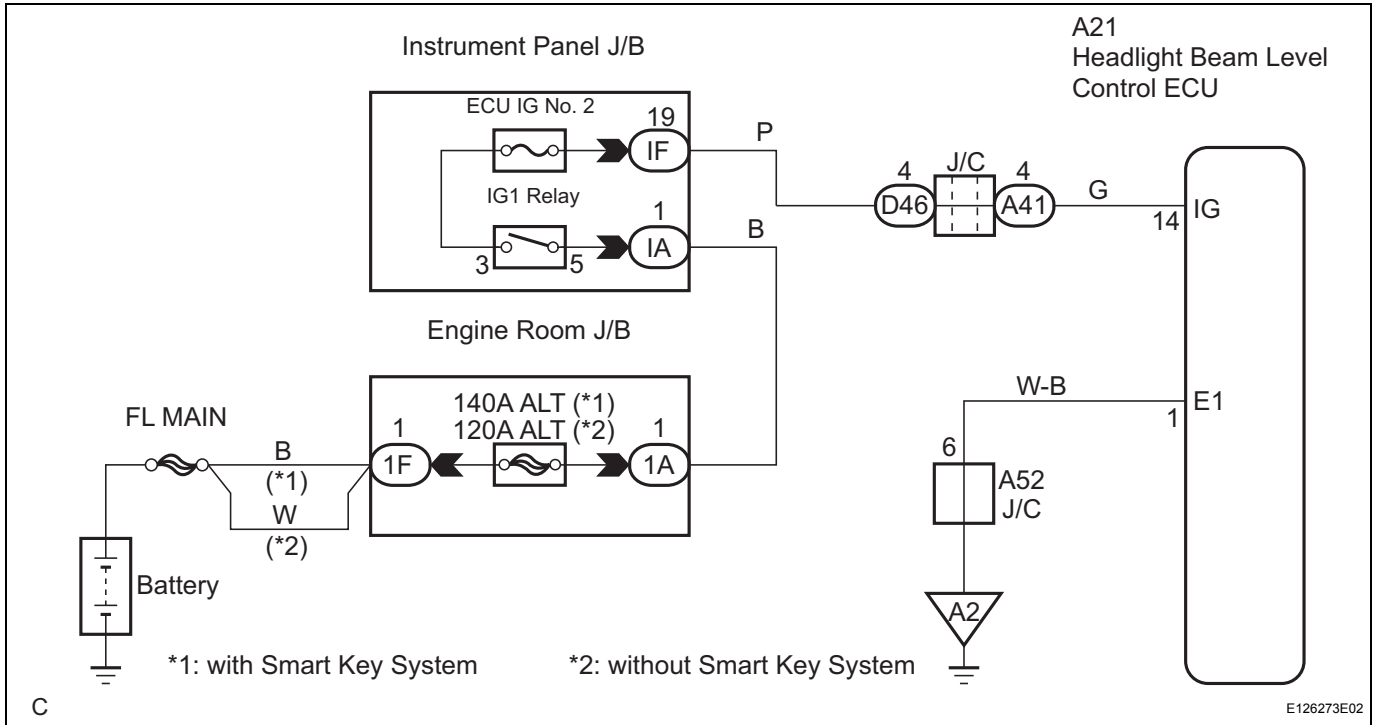 Instrument Panel J/B
A21
Headlight Beam Level
Control ECU
ECU IG No. 2
19
IF
P
IG1 Relay
1
IA
B
3
5
4
D46
J/C
4
A41
G
14
IG
Engine Room J/B
FL MAIN
B
(*1)
W
(*2)
1
1F
140A ALT (*1)
120A ALT (*2)
1
1A
W-B
1
E1
6
A52
J/C
A2
Battery
*1: with Smart Key System
*2: without Smart Key System
C
E126273E02